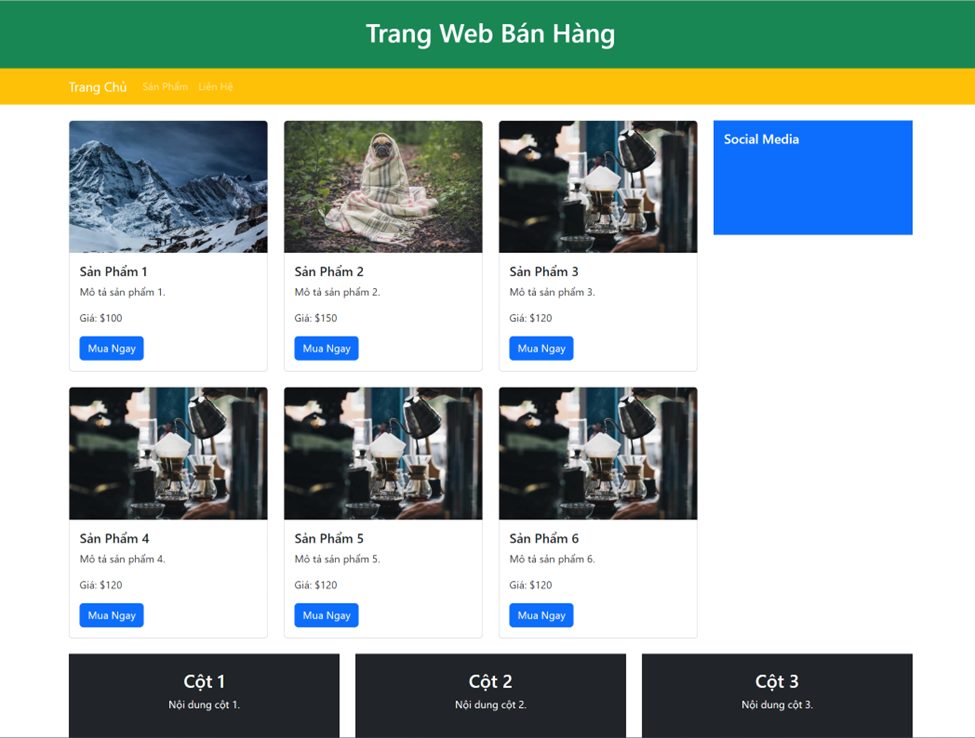 Trang Web Bán Hàng
Trang Chủ Sản Phẩm Liên Hệ
Social Media
Sản Phẩm 1
Mô tả sản phẩm 1.
Giá: $100
Mua Ngay
Sản Phẩm 2
Mô tả sản phẩm 2.
Giá: $150
Mua Ngay
Sản Phẩm 3
Mô tả sản phẩm 3.
Giá: $120
Mua Ngay
Sản Phẩm 4
Mô tả sản phẩm 4.
Giá: $120
Mua Ngay
Sản Phẩm 5
Mô tả sản phẩm 5.
Giá: $120
Mua Ngay
Sản Phẩm 6
Mô tả sản phẩm 6.
Giá: $120
Mua Ngay
Cột 1
Nội dung cột 1.
Cột 2
Nội dung cột 2.
Cột 3
Nội dung cột 3.